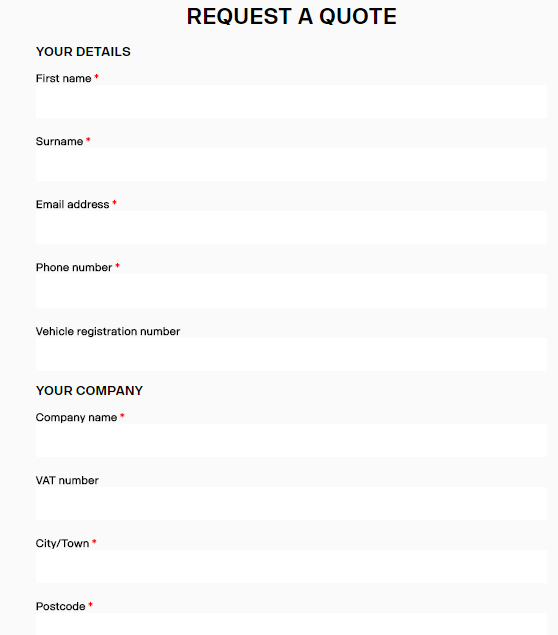 REQUEST A QUOTE
YOUR DETAILS
First name *
Surname *
Email address *
Phone number *
Vehicle registration number
YOUR COMPANY
Company name *
VAT number
City/Town *
Postcode *